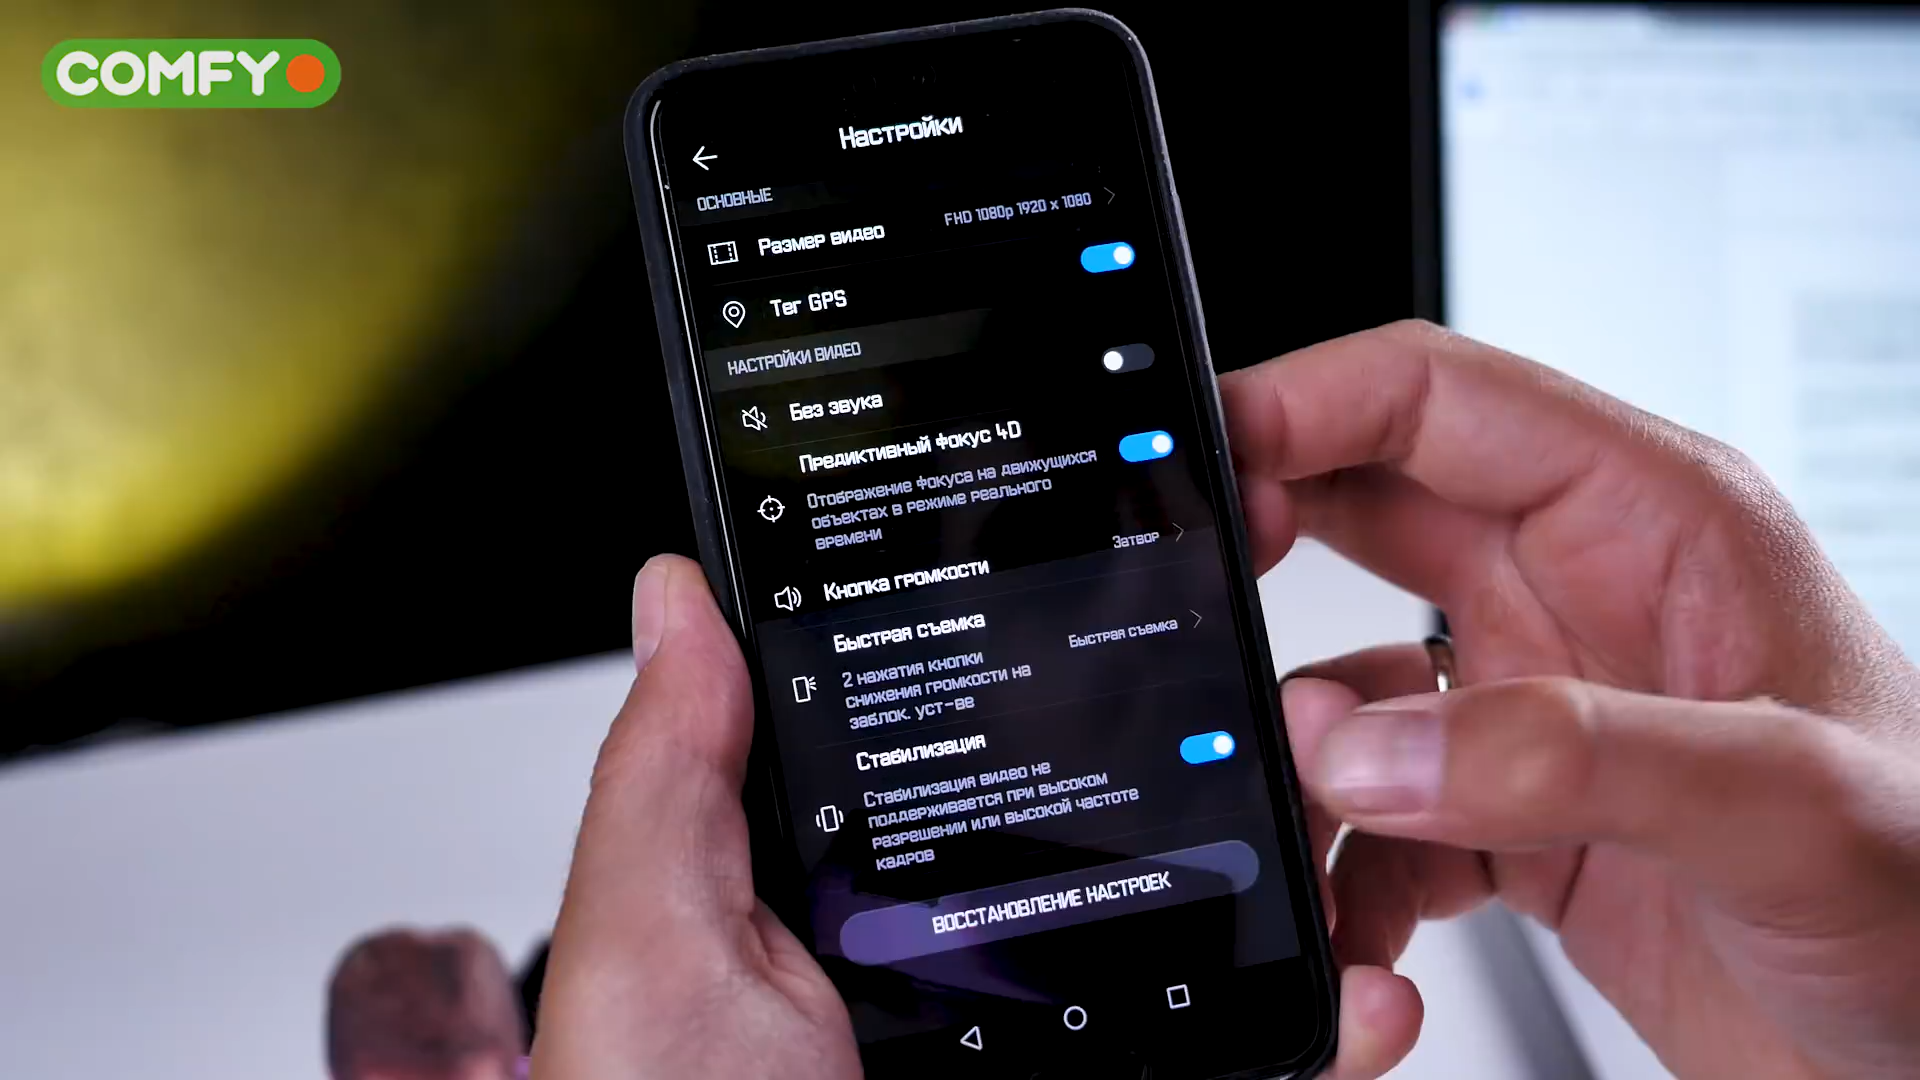 COMFY
Настройки
ОСНОВНЫЕ
Размер видео
FHD 1080p 1920 x 1080
Тег GPS
НАСТРОЙКИ ВИДЕО
Без звука
Предиктивный фокус 4D
Отображение фокуса на движущихся
объектах в режиме реального
времени
Кнопка громкости
Затвор
Быстрая съемка
2 нажатия кнопки
снижения громкости на
заблок. уст-ве
Быстрая съемка
Стабилизация
Стабилизация видео не
поддерживается при высоком
разрешении или высокой частоте
кадров
ВОССТАНОВЛЕНИЕ НАСТРОЕК